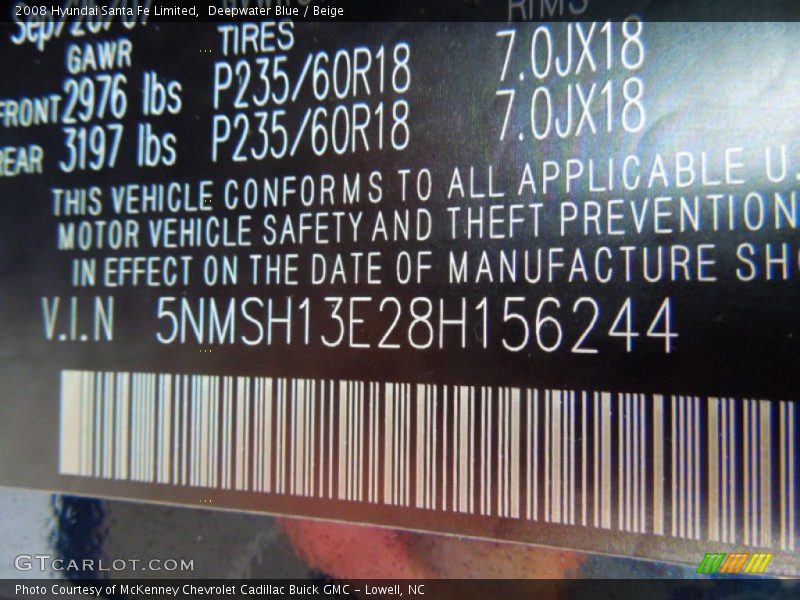 2008 Hyundai Santa Fe Limited, Deepwater Blue / Beige
RIMS
GAWR TIRES
FRONT 2976 lbs P235/60R18 7.0JX18
REAR 3197 lbs P235/60R18 7.0JX18
THIS VEHICLE CONFORMS TO ALL APPLICABLE U.
MOTOR VEHICLE SAFETY AND THEFT PREVENTION
IN EFFECT ON THE DATE OF MANUFACTURE SH
V.I.N 5NMSH13E28H156244
GTCARLOT.COM
Photo Courtesy of McKenney Chevrolet Cadillac Buick GMC - Lowell, NC